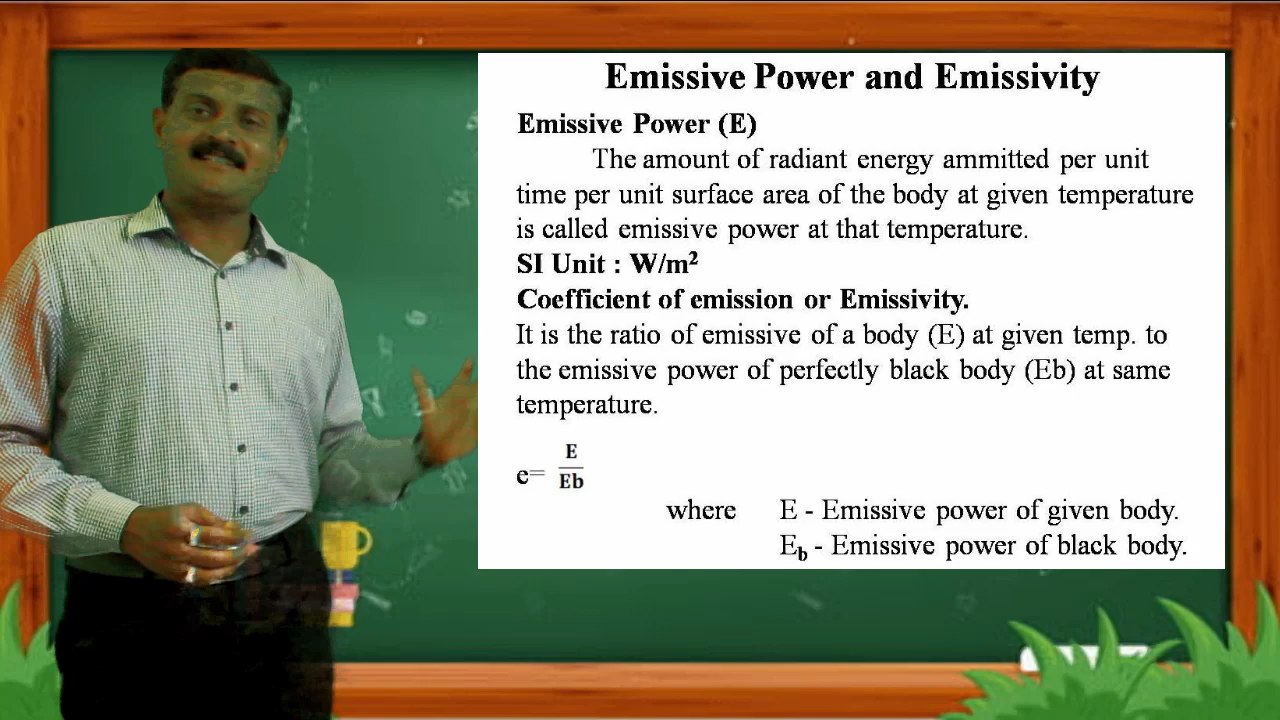 Emissive Power and Emissivity
Emissive Power (E)
The amount of radiant energy ammitted per unit
time per unit surface area of the body at given temperature
is called emissive power at that temperature.
SI Unit : W/m²
Coefficient of emission or Emissivity.
It is the ratio of emissive of a body (E) at given temp. to
the emissive power of perfectly black body (Eb) at same
temperature.
e= E/Eb
where E - Emissive power of given body.
E_b - Emissive power of black body.